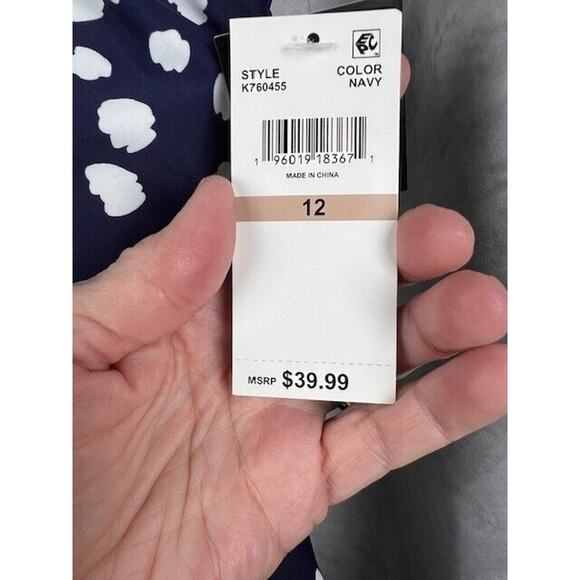 STYLE
K760455
COLOR
NAVY
1 96019 18367 1
MADE IN CHINA
12
MSRP $39.99